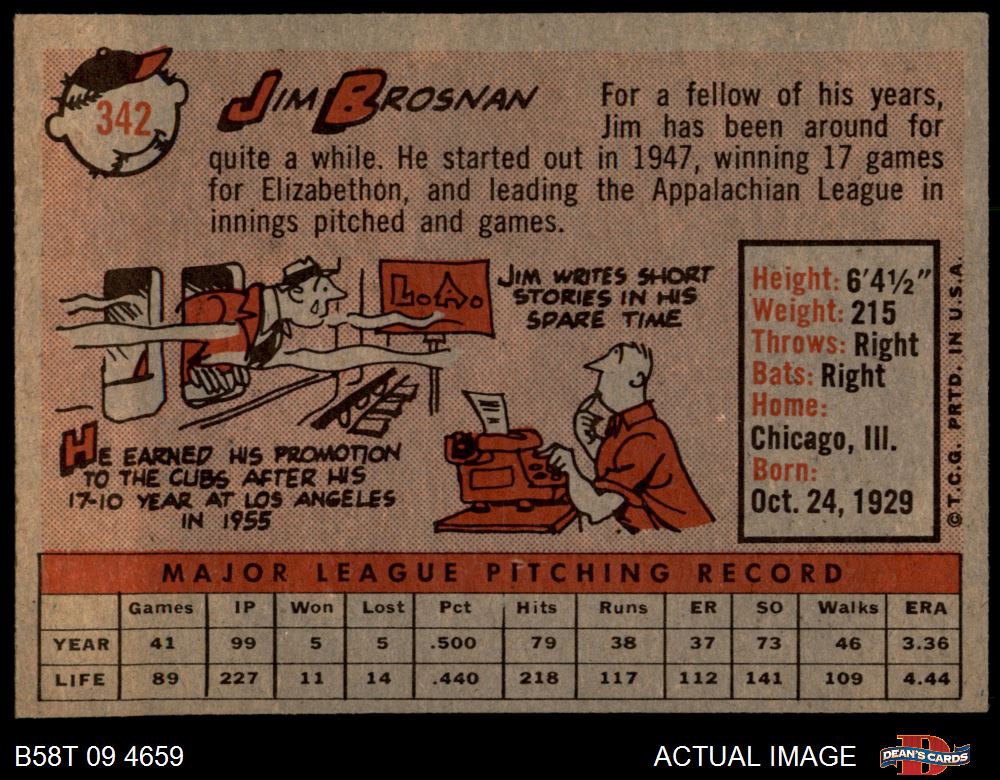 342
JIM BROSNAN
For a fellow of his years,
Jim has been around for
quite a while. He started out in 1947, winning 17 games
for Elizabethon, and leading the Appalachian League in
innings pitched and games.
L.A.
JIM WRITES SHORT
STORIES IN HIS
SPARE TIME
HE EARNED HIS PROMOTION
TO THE CUBS AFTER HIS
17-10 YEAR AT LOS ANGELES
IN 1955
Height: 6'4½"
Weight: 215
Throws: Right
Bats: Right
Home:
Chicago, Ill.
Born:
Oct. 24, 1929
©T.C.G. PRTD. IN U.S.A.
MAJOR LEAGUE PITCHING RECORD
Games IP Won Lost Pct Hits Runs ER SO Walks ERA
YEAR 41 99 5 5 .500 79 38 37 73 46 3.36
LIFE 89 227 11 14 .440 218 117 112 141 109 4.44
B58T 09 4659
ACTUAL IMAGE
DEAN'S CARDS